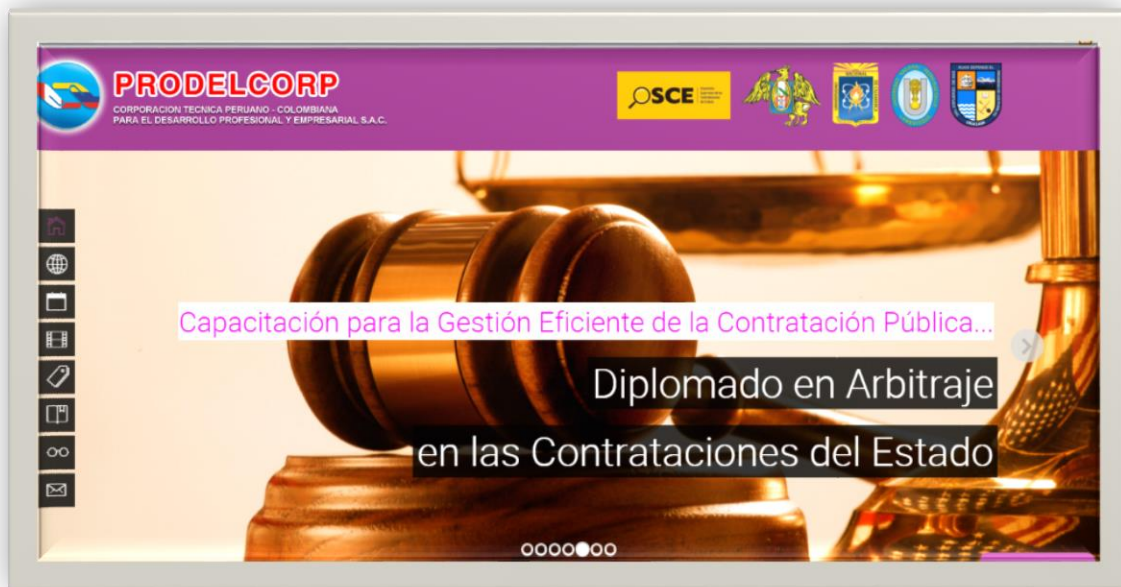 PRODELCORP
CORPORACION TECNICA PERUANO - COLOMBIANA
PARA EL DESARROLLO PROFESIONAL Y EMPRESARIAL S.A.C.
OSCE
Capacitación para la Gestión Eficiente de la Contratación Pública...
Diplomado en Arbitraje
en las Contrataciones del Estado